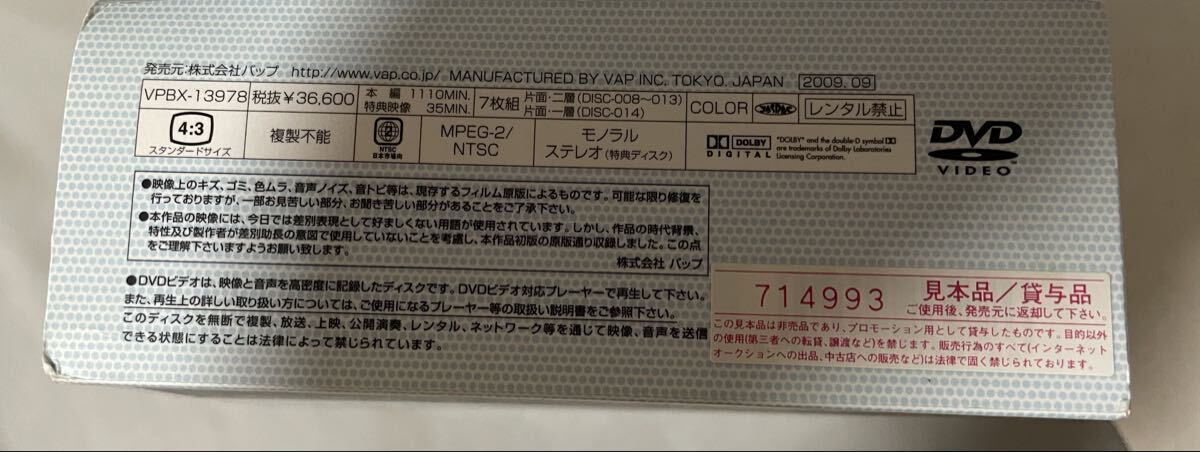 発売元:株式会社バップ http://www.vap.co.jp/ MANUFACTURED BY VAP INC. TOKYO. JAPAN 2009.09
VPBX-13978 税抜¥36,600 本編 1110MIN. 特典映像 35MIN. 7枚組 片面・二層(DISC-008〜013) 片面・一層(DISC-014) COLOR レンタル禁止
4:3 スタンダードサイズ 複製不能 2 NTSC 日本市場向 MPEG-2/NTSC モノラル ステレオ(特典ディスク) DOLBY DIGITAL
"DOLBY" and the double-D symbol
are trademarks of Dolby Laboratories
Licensing Corporation.
DVD
VIDEO
●映像上のキズ、ゴミ、色ムラ、音声ノイズ、音トビ等は、現存するフィルム原版によるものです。可能な限り修復を
行っておりますが、一部お見苦しい部分、お聞き苦しい部分があることをご了承下さい。
●本作品の映像には、今日では差別表現として好ましくない用語が使用されています。しかし、作品の時代背景、
特性及び製作者が差別助長の意図で使用していないことを考慮し、本作品初版の原版通り収録しました。この点
をご理解下さいますようお願い致します。
株式会社 バップ
●DVDビデオは、映像と音声を高密度に記録したディスクです。DVDビデオ対応プレーヤーで再生して下さい。
また、再生上の詳しい取り扱い方については、ご使用になるプレーヤー等の取扱い説明書をご参照下さい。
このディスクを無断で複製、放送、上映、公開演奏、レンタル、ネットワーク等を通じて映像、音声を送信
できる状態にすることは法律によって禁じられています。
714993 見本品/貸与品
ご使用後、発売元に返却して下さい。
この見本品は非売品であり、プロモーション用として貸与したものです。目的以外
の使用(第三者への転貸、譲渡など)を禁じます。販売行為のすべて(インターネット
オークションへの出品、中古店への販売など)は法律で固く禁じられております。